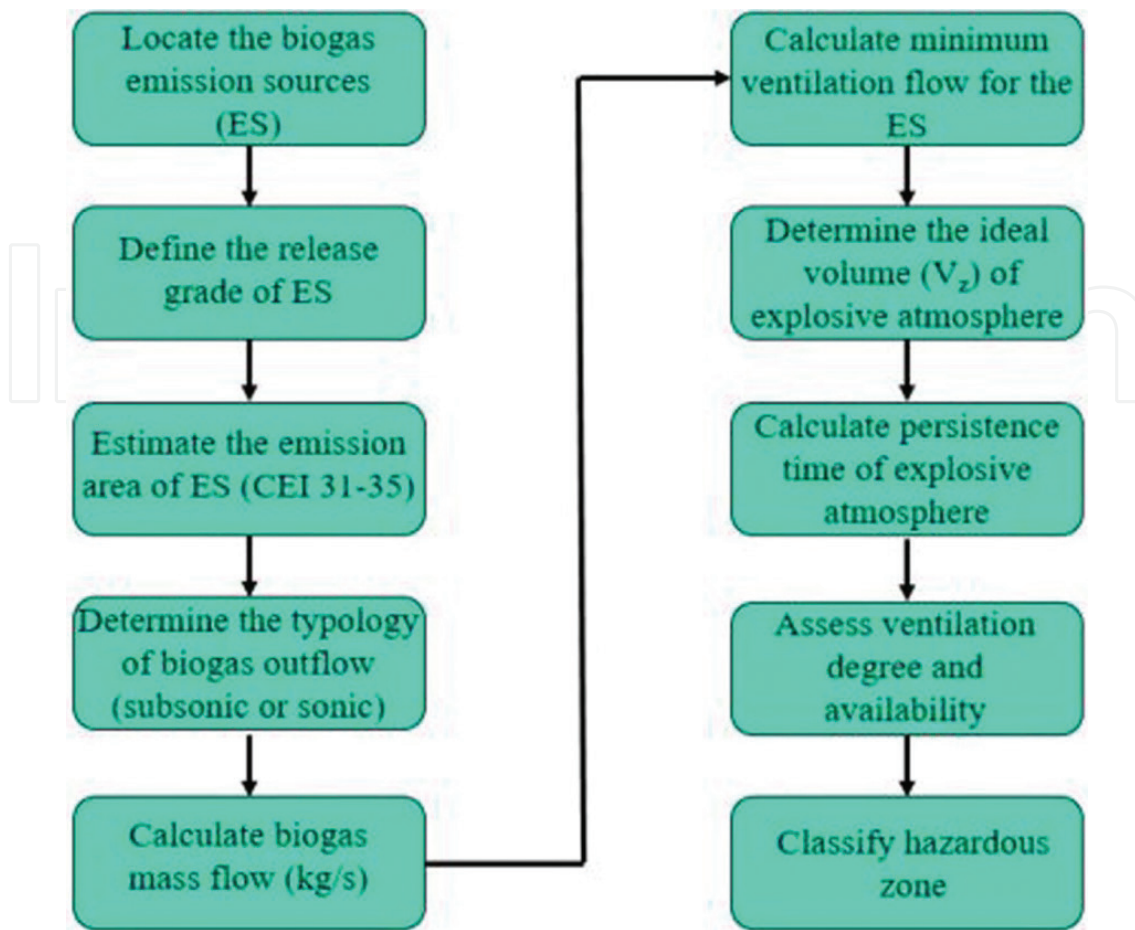 Locate the biogas
emission sources
(ES)
Define the release
grade of ES
Estimate the emission
area of ES (CEI 31-35)
Determine the typology
of biogas outflow
(subsonic or sonic)
Calculate biogas
mass flow (kg/s)
Calculate minimum
ventilation flow for the
ES
Determine the ideal
volume (V₂) of
explosive atmosphere
Calculate persistence
time of explosive
atmosphere
Assess ventilation
degree and
availability
Classify hazardous
zone